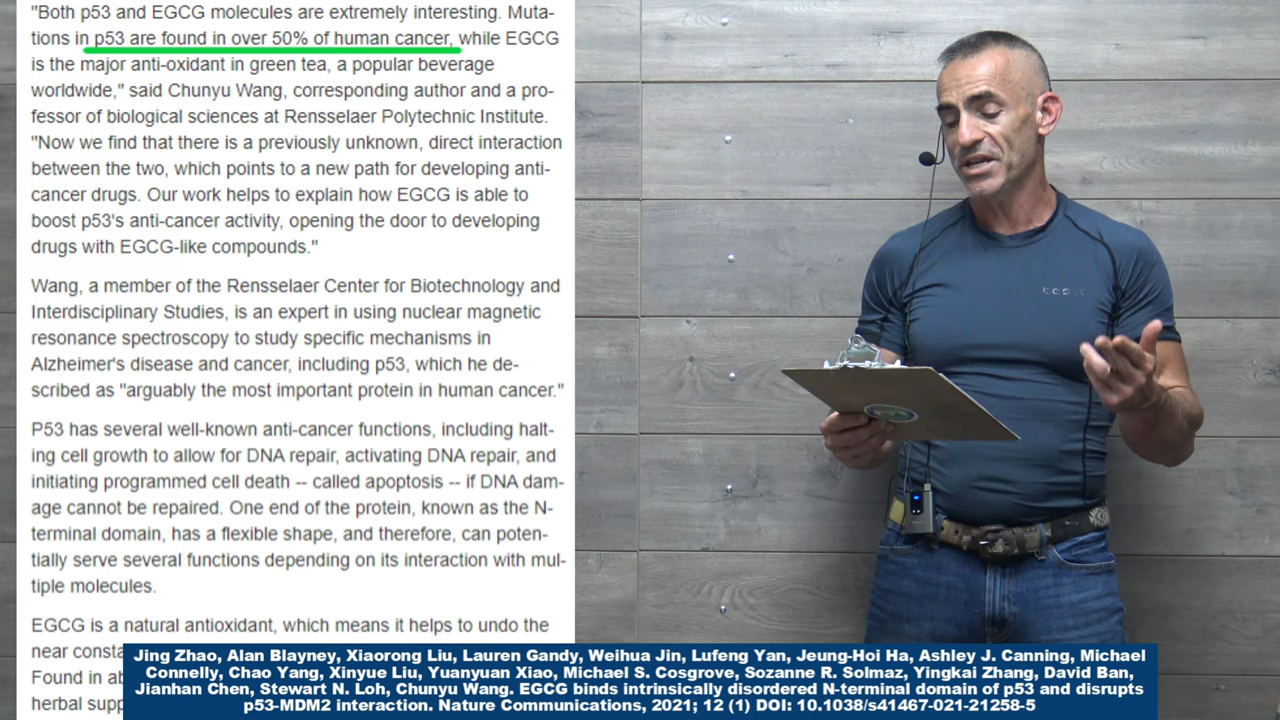 "Both p53 and EGCG molecules are extremely interesting. Muta-
tions in p53 are found in over 50% of human cancer, while EGCG
is the major anti-oxidant in green tea, a popular beverage
worldwide," said Chunyu Wang, corresponding author and a pro-
fessor of biological sciences at Rensselaer Polytechnic Institute.
"Now we find that there is a previously unknown, direct interaction
between the two, which points to a new path for developing anti-
cancer drugs. Our work helps to explain how EGCG is able to
boost p53's anti-cancer activity, opening the door to developing
drugs with EGCG-like compounds."
Wang, a member of the Rensselaer Center for Biotechnology and
Interdisciplinary Studies, is an expert in using nuclear magnetic
resonance spectroscopy to study specific mechanisms in
Alzheimer's disease and cancer, including p53, which he de-
scribed as "arguably the most important protein in human cancer."
P53 has several well-known anti-cancer functions, including halt-
ing cell growth to allow for DNA repair, activating DNA repair, and
initiating programmed cell death -- called apoptosis -- if DNA dam-
age cannot be repaired. One end of the protein, known as the N-
terminal domain, has a flexible shape, and therefore, can poten-
tially serve several functions depending on its interaction with mul-
tiple molecules.
EGCG is a natural antioxidant, which means it helps to undo the
near
Found in
herbal
Jing Zhao, Alan Blayney, Xiaorong Liu, Lauren Gandy, Weihua Jin, Lufeng Yan, Jeung-Hoi Ha, Ashley J. Canning, Michael
Connelly, Chao Yang, Xinyue Liu, Yuanyuan Xiao, Michael S. Cosgrove, Sozanne R. Solmaz, Yingkai Zhang, David Ban,
Jianhan Chen, Stewart N. Loh, Chunyu Wang. EGCG binds intrinsically disordered N-terminal domain of p53 and disrupts
p53-MDM2 interaction. Nature Communications, 2021; 12 (1) DOI: 10.1038/s41467-021-21258-5